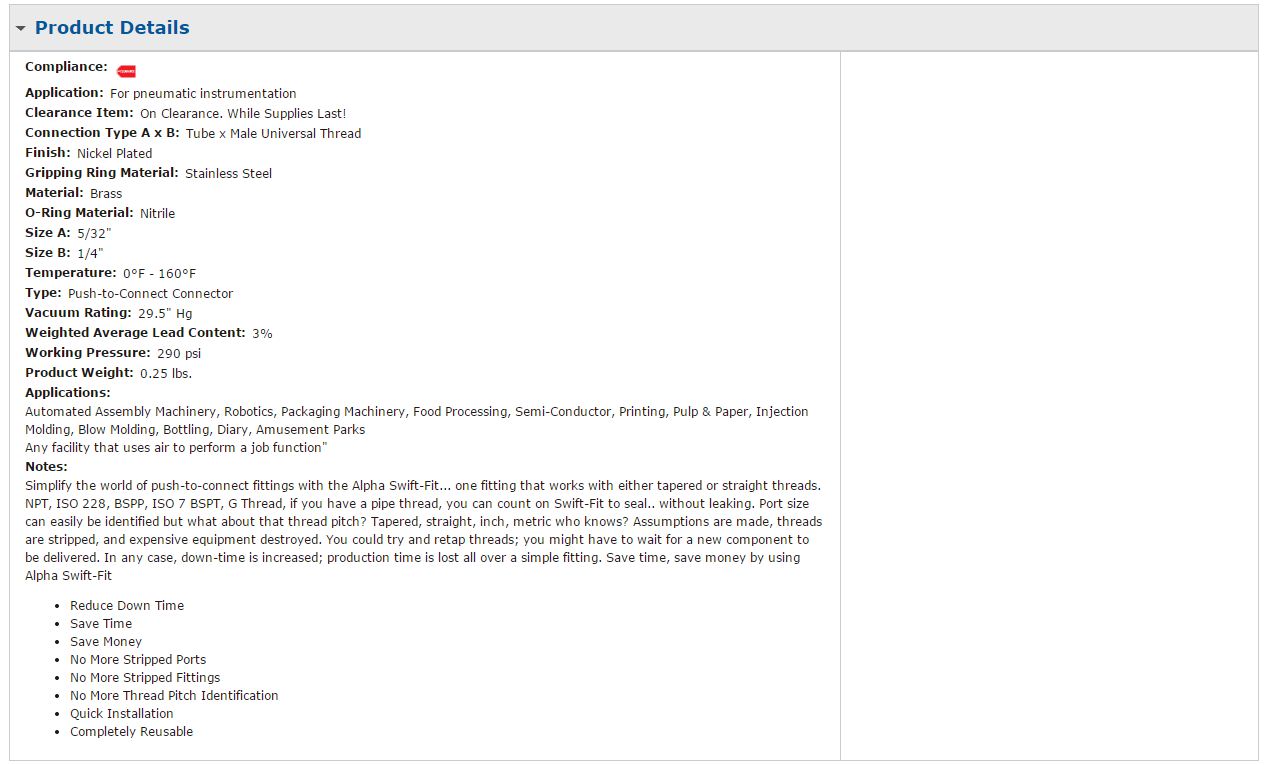 Product Details
Compliance:
Application: For pneumatic instrumentation
Clearance Item: On Clearance. While Supplies Last!
Connection Type A x B: Tube x Male Universal Thread
Finish: Nickel Plated
Gripping Ring Material: Stainless Steel
Material: Brass
O-Ring Material: Nitrile
Size A: 5/32"
Size B: 1/4"
Temperature: 0°F - 160°F
Type: Push-to-Connect Connector
Vacuum Rating: 29.5" Hg
Weighted Average Lead Content: 3%
Working Pressure: 290 psi
Product Weight: 0.25 lbs.
Applications:
Automated Assembly Machinery, Robotics, Packaging Machinery, Food Processing, Semi-Conductor, Printing, Pulp & Paper, Injection
Molding, Blow Molding, Bottling, Diary, Amusement Parks
Any facility that uses air to perform a job function"
Notes:
Simplify the world of push-to-connect fittings with the Alpha Swift-Fit... one fitting that works with either tapered or straight threads.
NPT, ISO 228, BSPP, ISO 7 BSPT, G Thread, if you have a pipe thread, you can count on Swift-Fit to seal.. without leaking. Port size
can easily be identified but what about that thread pitch? Tapered, straight, inch, metric who knows? Assumptions are made, threads
are stripped, and expensive equipment destroyed. You could try and retap threads; you might have to wait for a new component to
be delivered. In any case, down-time is increased; production time is lost all over a simple fitting. Save time, save money by using
Alpha Swift-Fit
• Reduce Down Time
• Save Time
• Save Money
• No More Stripped Ports
• No More Stripped Fittings
• No More Thread Pitch Identification
• Quick Installation
• Completely Reusable